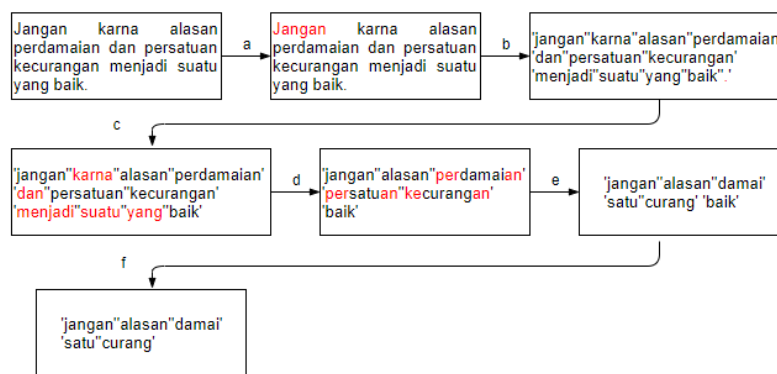 Jangan karna alasan
perdamaian dan persatuan
kecurangan menjadi suatu
yang baik.
a
Jangan karna alasan
perdamaian dan persatuan
kecurangan menjadi suatu
yang baik.
b
'jangan''karna''alasan''perdamaian'
'dan''persatuan''kecurangan'
'menjadi''suatu''yang''baik''.'
c
'jangan''karna''alasan''perdamaian'
'dan''persatuan''kecurangan'
'menjadi''suatu''yang''baik'
d
'jangan''alasan''perdamaian'
'persatuan''kecurangan'
'baik'
e
'jangan''alasan''damai'
'satu''curang' 'baik'
f
'jangan''alasan''damai'
'satu''curang'